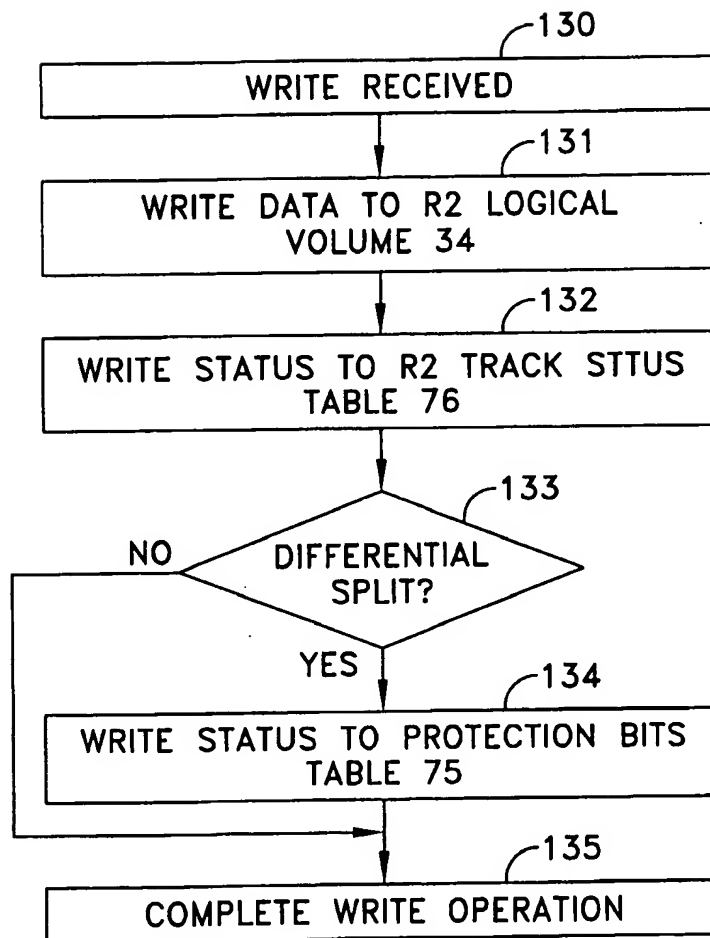 130
WRITE RECEIVED
131
WRITE DATA TO R2 LOGICAL
VOLUME 34
132
WRITE STATUS TO R2 TRACK STTUS
TABLE 76
133
NO
DIFFERENTIAL
SPLIT?
YES
134
WRITE STATUS TO PROTECTION BITS
TABLE 75
135
COMPLETE WRITE OPERATION